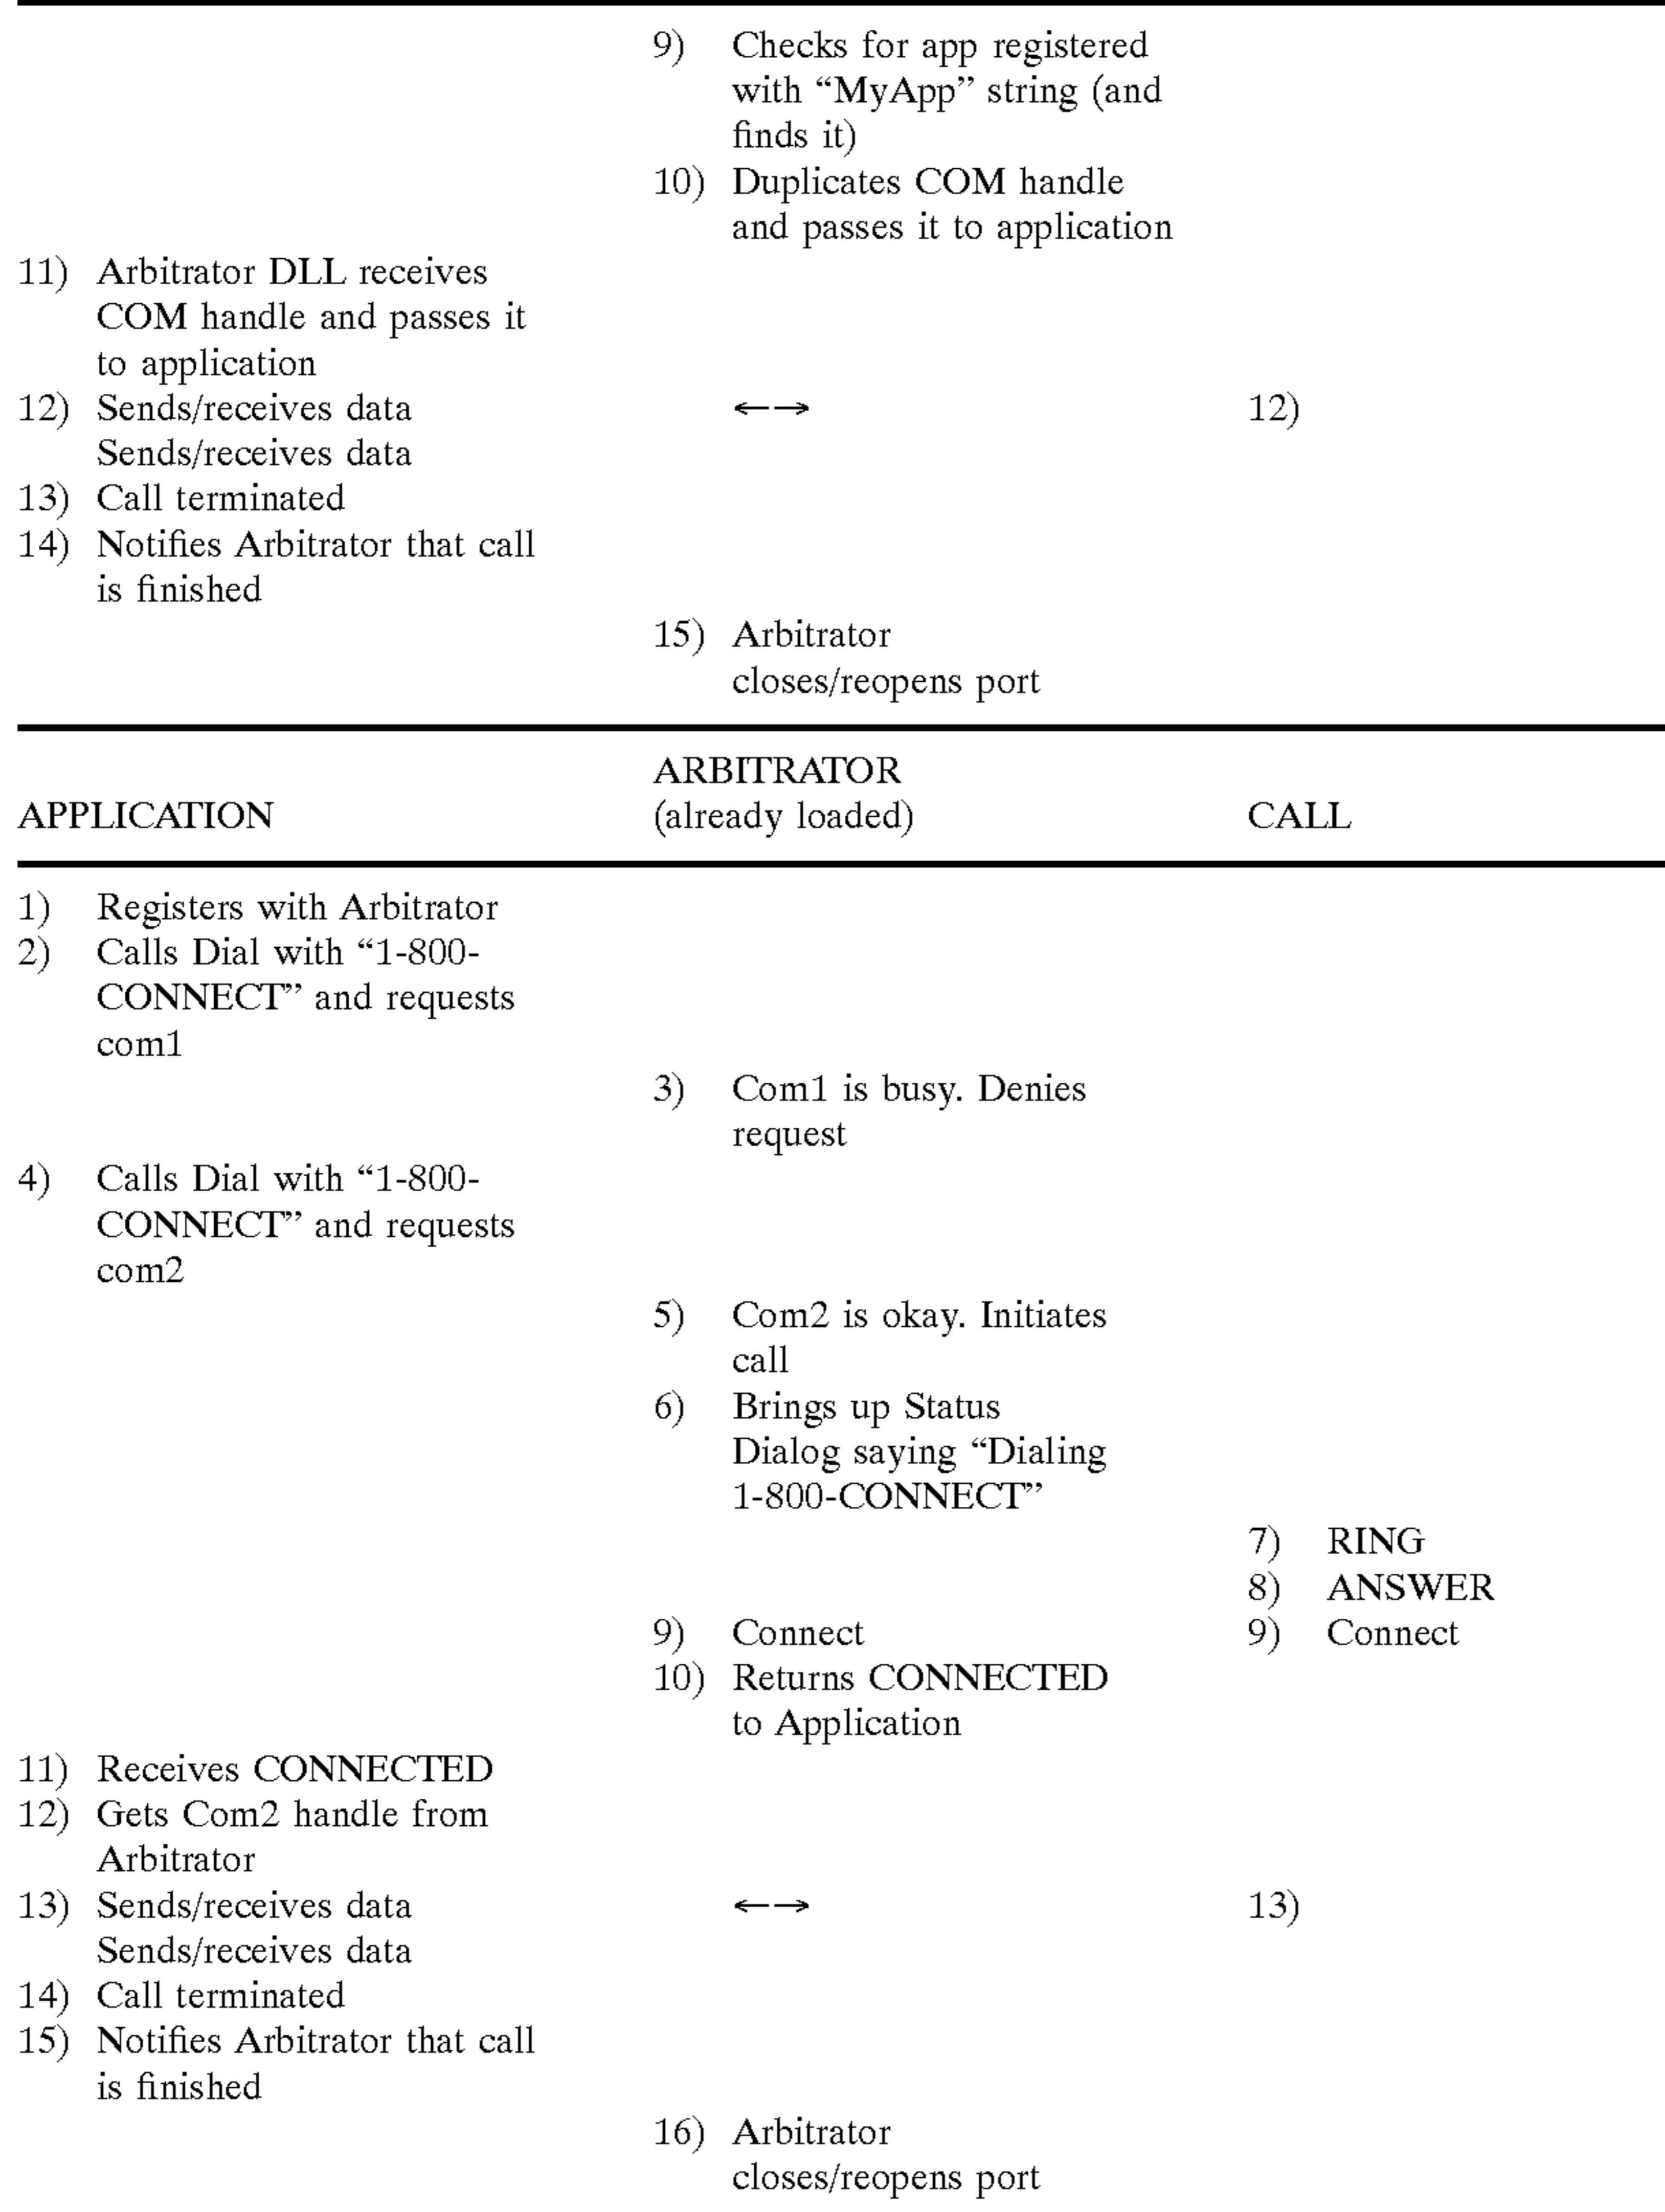 9) Checks for app registered
with “MyApp” string (and
finds it)
10) Duplicates COM handle
and passes it to application
11) Arbitrator DLL receives
COM handle and passes it
to application
12) Sends/receives data ←→ 12)
Sends/receives data
13) Call terminated
14) Notifies Arbitrator that call
is finished
15) Arbitrator
closes/reopens port
ARBITRATOR
APPLICATION (already loaded) CALL
1) Registers with Arbitrator
2) Calls Dial with “1-800-
CONNECT” and requests
com1
3) Com1 is busy. Denies
request
4) Calls Dial with “1-800-
CONNECT” and requests
com2
5) Com2 is okay. Initiates
call
6) Brings up Status
Dialog saying “Dialing
1-800-CONNECT”
7) RING
8) ANSWER
9) Connect 9) Connect
10) Returns CONNECTED
to Application
11) Receives CONNECTED
12) Gets Com2 handle from
Arbitrator
13) Sends/receives data ←→ 13)
Sends/receives data
14) Call terminated
15) Notifies Arbitrator that call
is finished
16) Arbitrator
closes/reopens port